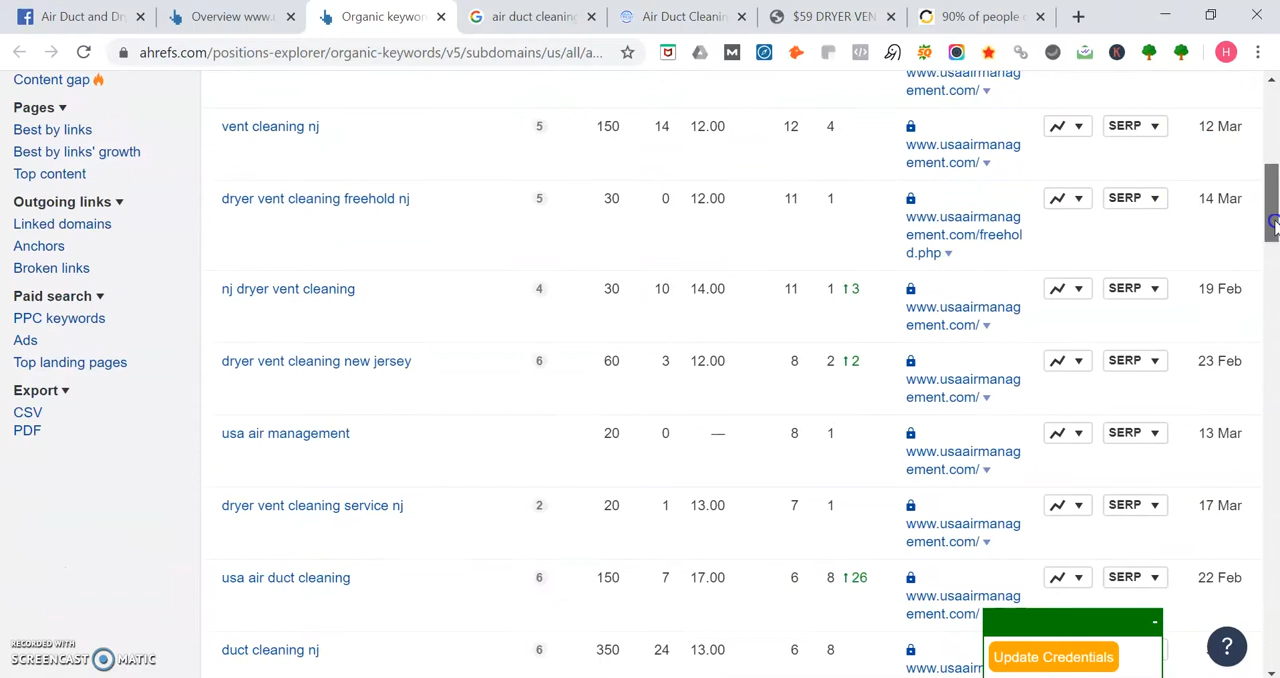 Air Duct and Dr
Overview www.u
Organic keywor
air duct cleaning
Air Duct Cleanin
$59 DRYER VEN
90% of people c
ahrefs.com/positions-explorer/organic-keywords/v5/subdomains/us/all/a...
H
Content gap
Pages
Best by links
Best by links' growth
Top content
Outgoing links
Linked domains
Anchors
Broken links
Paid search
PPC keywords
Ads
Top landing pages
Export
CSV
PDF
www.usaairmanag
ement.com/
vent cleaning nj 5 150 14 12.00 12 4 www.usaairmanag SERP 12 Mar
ement.com/
dryer vent cleaning freehold nj 5 30 0 12.00 11 1 www.usaairmanag SERP 14 Mar
ement.com/freehol
d.php
nj dryer vent cleaning 4 30 10 14.00 11 1 ↑3 www.usaairmanag SERP 19 Feb
ement.com/
dryer vent cleaning new jersey 6 60 3 12.00 8 2 ↑2 www.usaairmanag SERP 23 Feb
ement.com/
usa air management 20 0 — 8 1 www.usaairmanag SERP 13 Mar
ement.com/
dryer vent cleaning service nj 2 20 1 13.00 7 1 www.usaairmanag SERP 17 Mar
ement.com/
usa air duct cleaning 6 150 7 17.00 6 8 ↑26 www.usaairmanag SERP 22 Feb
ement.com/
duct cleaning nj 6 350 24 13.00 6 8
www.usaairn
Update Credentials
?
RECORDED WITH
SCREENCAST MATIC